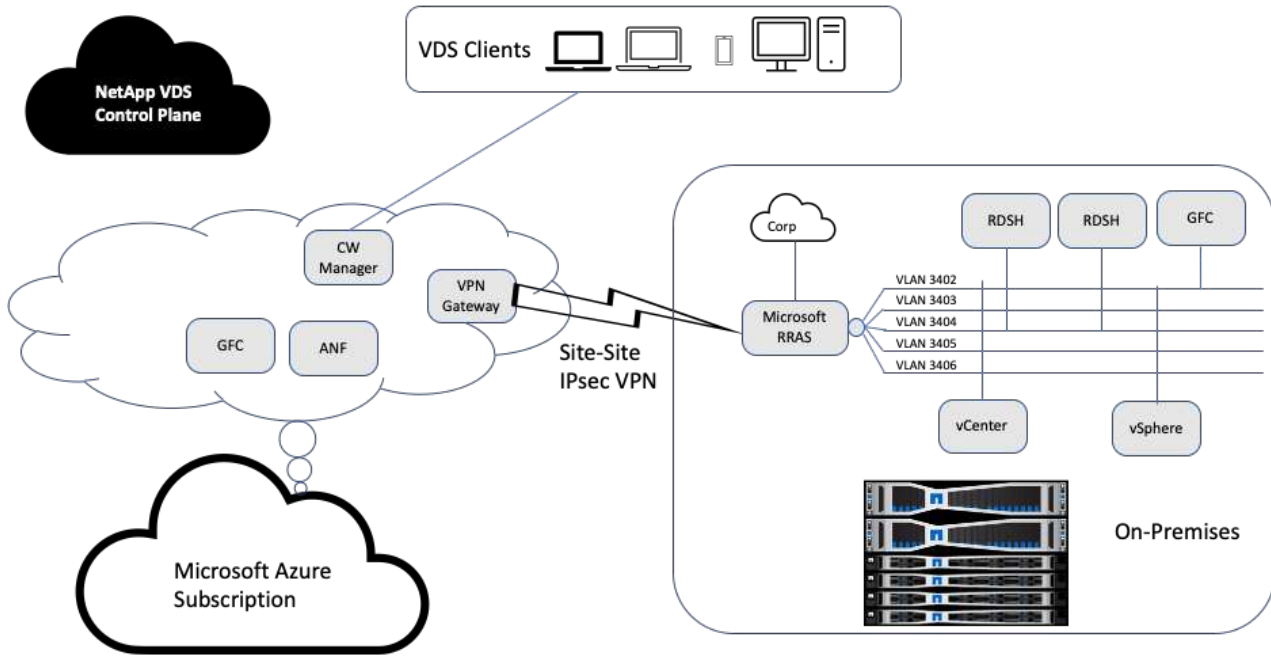 NetApp VDS
Control Plane
VDS Clients
CW
Manager
VPN
Gateway
GFC
ANF
Site-Site
IPsec VPN
Microsoft Azure
Subscription
Corp
Microsoft
RRAS
RDSH
RDSH
GFC
VLAN 3402
VLAN 3403
VLAN 3404
VLAN 3405
VLAN 3406
vCenter
vSphere
On-Premises